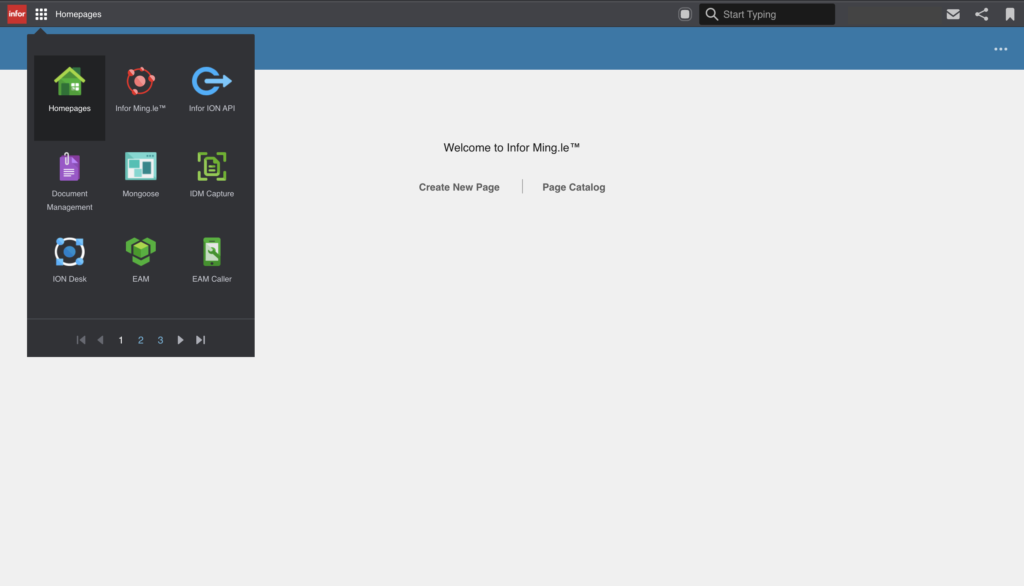 infor
Homepages
Start Typing
Homepages
Infor Ming.le™
Infor ION API
Document
Management
Mongoose
IDM Capture
ION Desk
EAM
EAM Caller
1 2 3
Welcome to Infor Ming.le™
Create New Page
Page Catalog